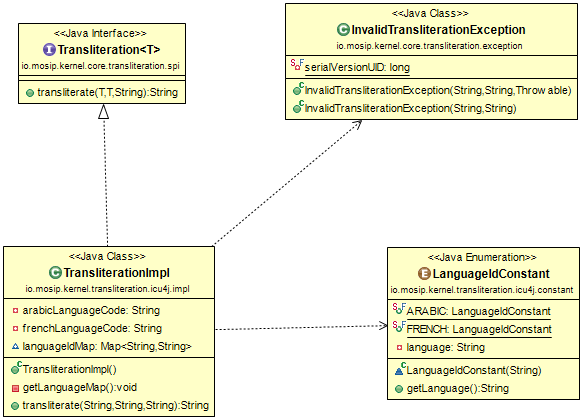 <<Java Interface>>
Transliteration<T>
io.mosip.kernel.core.transliteration.spi
transliterate(T,T,String):String
<<Java Class>>
InvalidTransliterationException
io.mosip.kernel.core.transliteration.exception
serialVersionUID: long
InvalidTransliterationException(String,String,Throwable)
InvalidTransliterationException(String,String)
<<Java Class>>
TransliterationImpl
io.mosip.kernel.transliteration.icu4j.impl
arabicLanguageCode: String
frenchLanguageCode: String
languageIdMap: Map<String,String>
TransliterationImpl()
getLanguageMap():void
transliterate(String,String,String):String
<<Java Enumeration>>
LanguageIdConstant
io.mosip.kernel.transliteration.icu4j.constant
ARABIC: LanguageIdConstant
FRENCH: LanguageIdConstant
language: String
LanguageIdConstant(String)
getLanguage():String